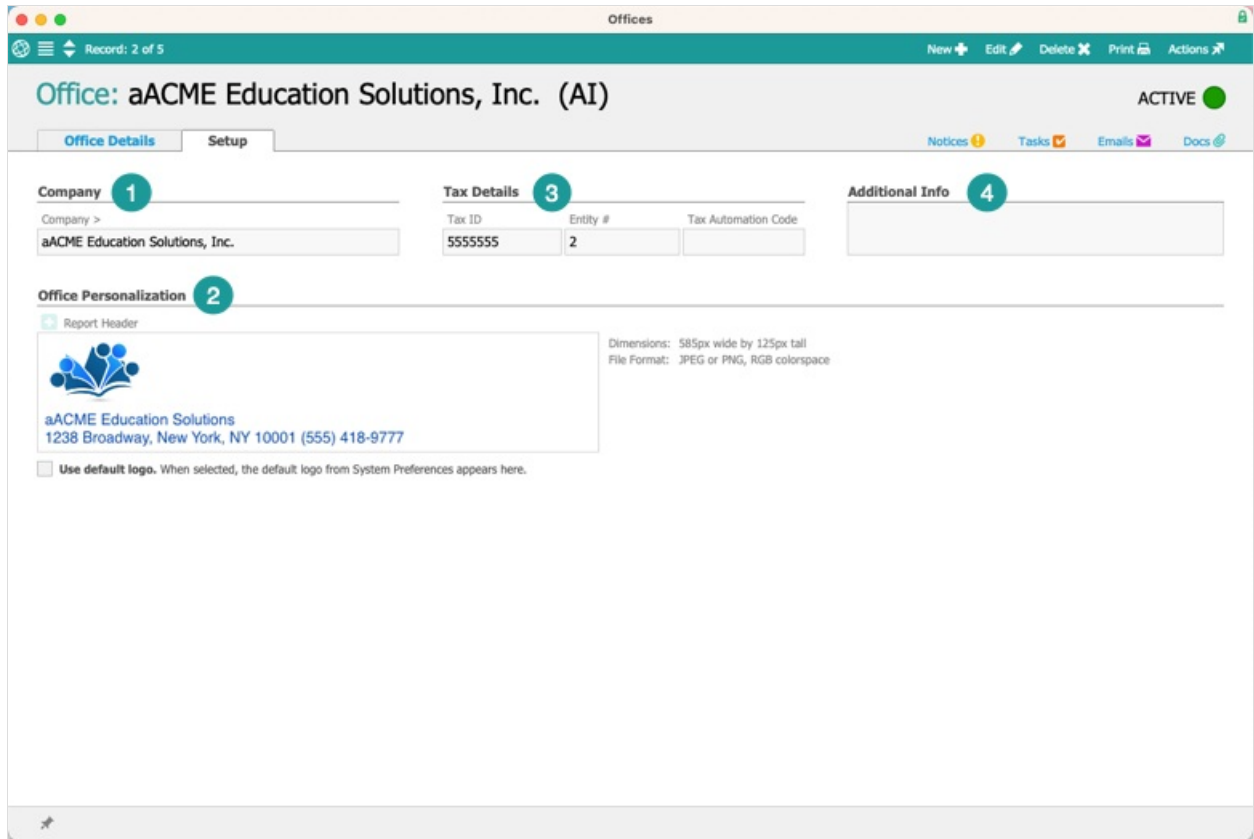 Offices
Record: 2 of 5 New Edit Delete Print Actions
Office: aACME Education Solutions, Inc. (AI) ACTIVE
Office Details Setup Notices Tasks Emails Docs
Company 1 Tax Details 3 Additional Info 4
Company > Tax ID Entity # Tax Automation Code
aACME Education Solutions, Inc. 5555555 2
Office Personalization 2
Report Header
Dimensions: 585px wide by 125px tall
File Format: JPEG or PNG, RGB colorspace
aACME Education Solutions
1238 Broadway, New York, NY 10001 (555) 418-9777
Use default logo. When selected, the default logo from System Preferences appears here.